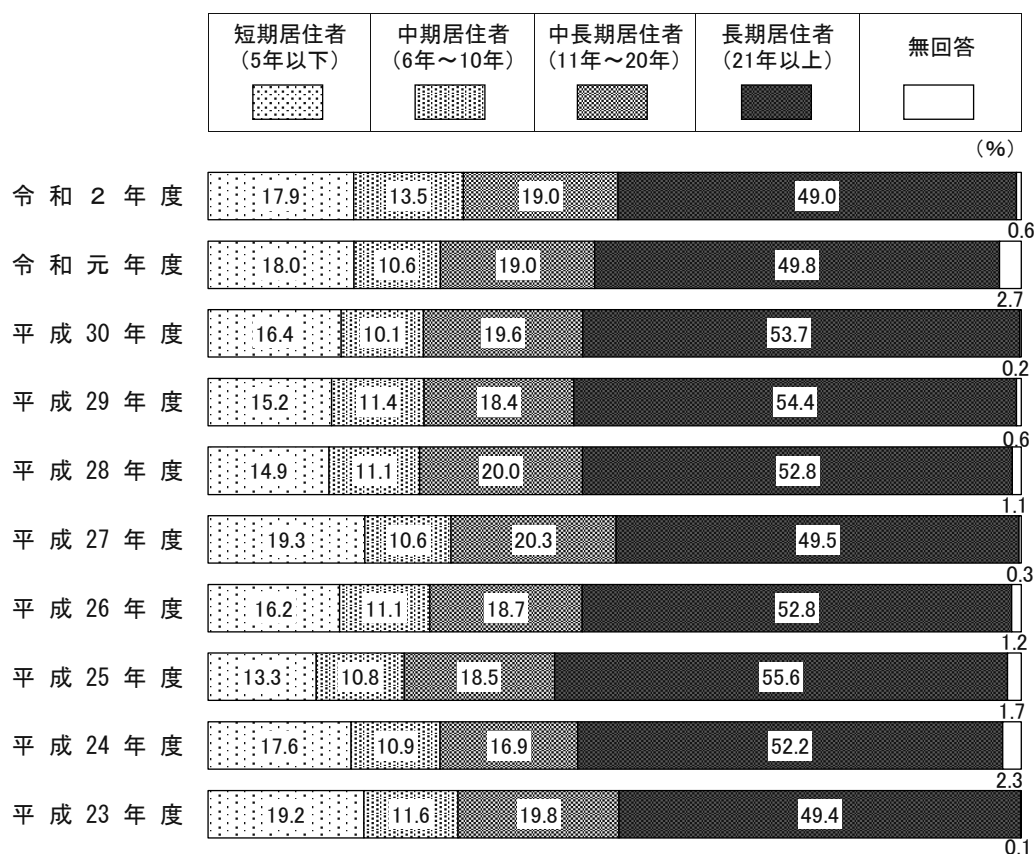 短期居住者 中期居住者 中長期居住者 長期居住者 無回答
(5年以下) (6年～10年) (11年～20年) (21年以上)
(％)
令和２年度 17.9 13.5 19.0 49.0
0.6
令和元年度 18.0 10.6 19.0 49.8
2.7
平成30年度 16.4 10.1 19.6 53.7
0.2
平成29年度 15.2 11.4 18.4 54.4
0.6
平成28年度 14.9 11.1 20.0 52.8
1.1
平成27年度 19.3 10.6 20.3 49.5
0.3
平成26年度 16.2 11.1 18.7 52.8
1.2
平成25年度 13.3 10.8 18.5 55.6
1.7
平成24年度 17.6 10.9 16.9 52.2
2.3
平成23年度 19.2 11.6 19.8 49.4
0.1